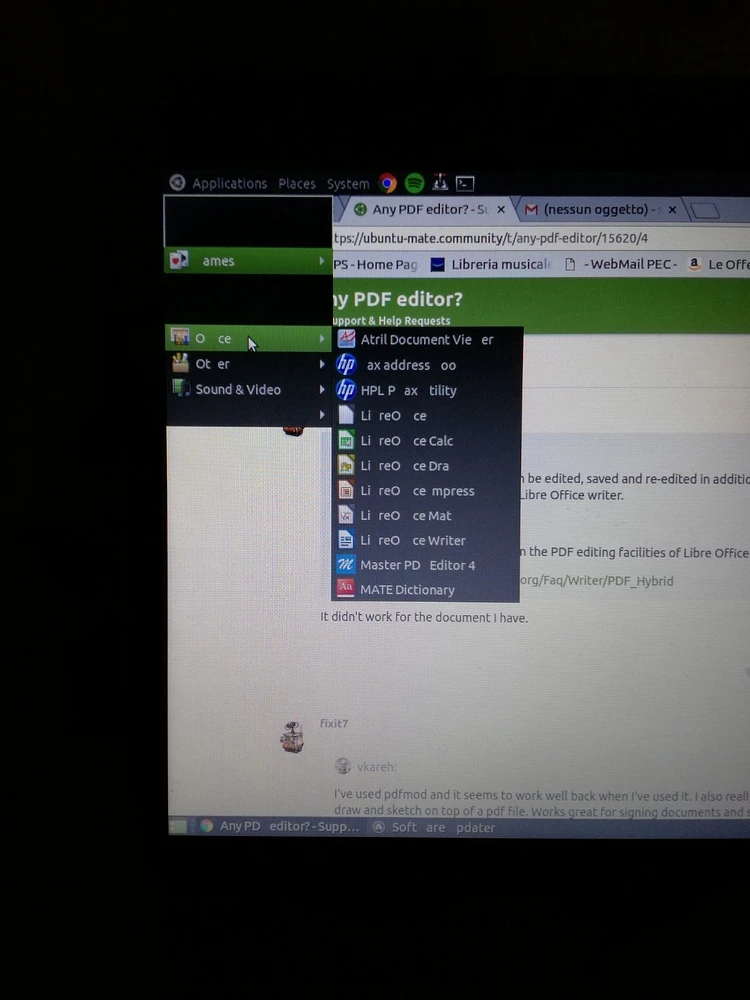 Applications Places System
Any PDF editor? - Su
(nessun oggetto) -
tps://ubuntu-mate.community/t/any-pdf-editor/15620/4
PS - Home Pag
Libreria musicale
- WebMail PEC -
Le Offe
ames
ny PDF editor?
upport & Help Requests
O ce
Ot er
Sound & Video
Atril Document Vie er
hp ax address oo
hp HPL P ax tility
Li reO ce
Li reO ce Calc
Li reO ce Dra
Li reO ce mpress
Li reO ce Mat
Li reO ce Writer
Master PD Editor 4
Aa MATE Dictionary
n be edited, saved and re-edited in additio
Libre Office writer.
n the PDF editing facilities of Libre Office
org/Faq/Writer/PDF_Hybrid
It didn't work for the document I have.
fixit7
vkareh:
I've used pdfmod and it seems to work well back when I've used it. I also reall
draw and sketch on top of a pdf file. Works great for signing documents and s
Any PD editor? - Supp...
Soft are pdater